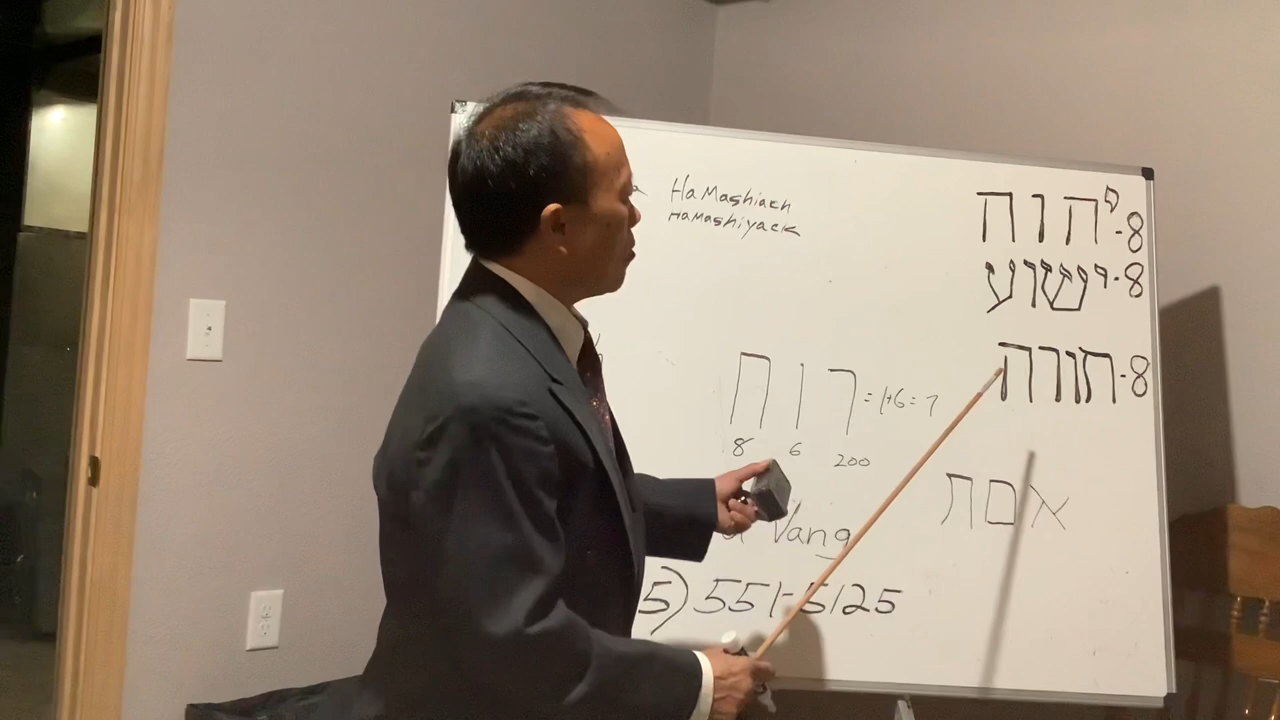 HaMashiach
HaMashiyack
יהוה-8
ישוע-8
תורה-8
רוח =1+6=7
8 6 200
אםת
Vang
5) 551-5125